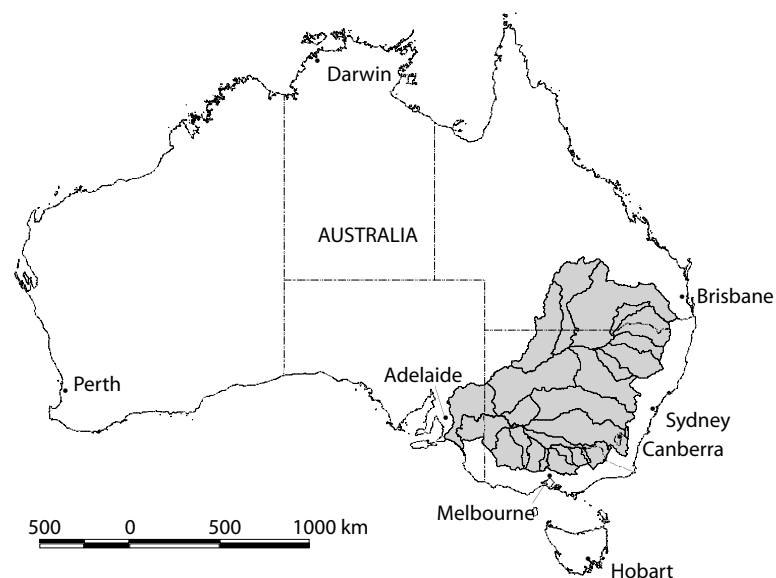 Darwin
AUSTRALIA
Brisbane
Perth
Adelaide
Sydney
Canberra
Melbourne
500 0 500 1000 km
Hobart